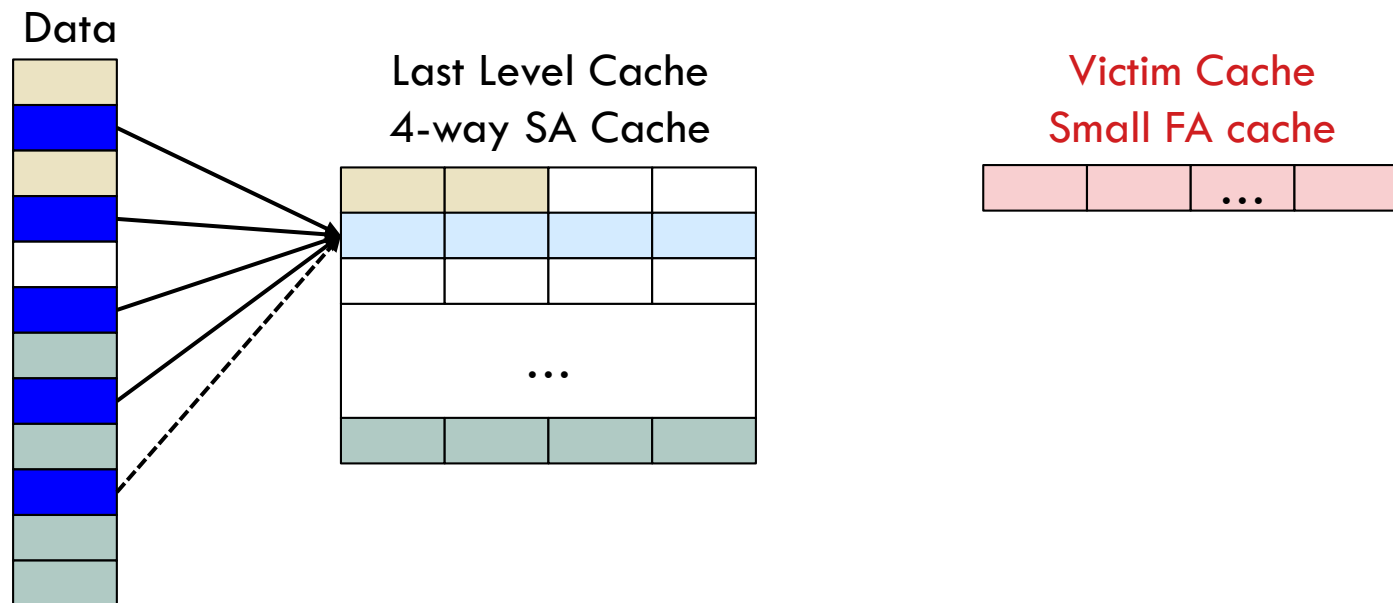 Data
Last Level Cache
4-way SA Cache
...
Victim Cache
Small FA cache
...